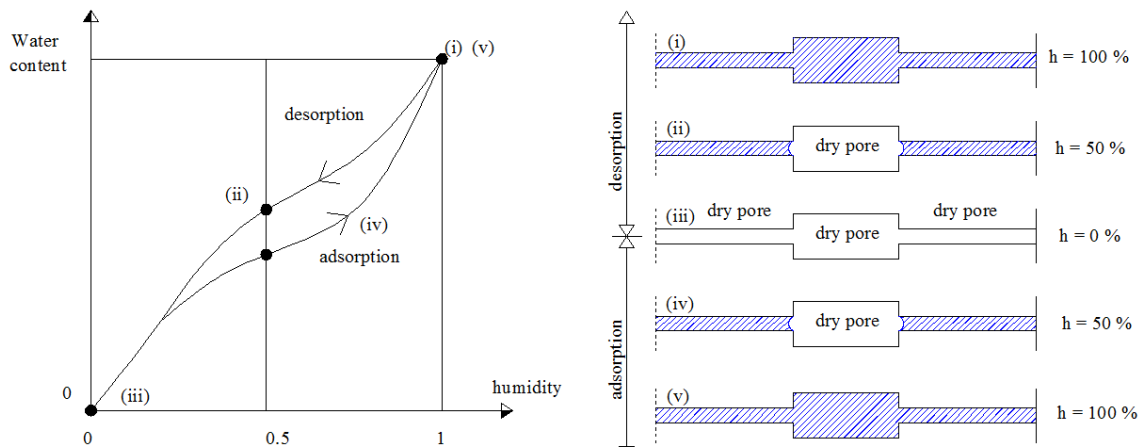 Water
content
(i) (v)
desorption
(ii)
(iv)
adsorption
0
(iii)
humidity
0
0.5
1
desorption
adsorption
(i)
h = 100 %
(ii)
dry pore
h = 50 %
dry pore
dry pore
(iii)
dry pore
h = 0 %
(iv)
dry pore
h = 50 %
(v)
h = 100 %